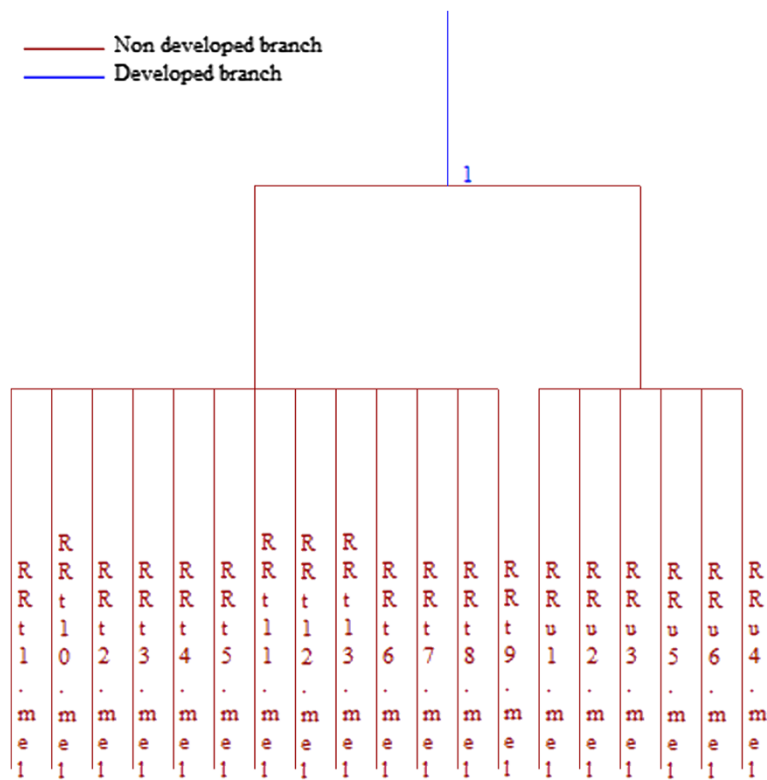 Non developed branch
Developed branch
1
RRt1.me1
RRt10.me1
RRt2.me1
RRt3.me1
RRt4.me1
RRt5.me1
RRt11.me1
RRt12.me1
RRt13.me1
RRt6.me1
RRt7.me1
RRt8.me1
RRt9.me1
RRu1.me1
RRu2.me1
RRu3.me1
RRu5.me1
RRu6.me1
RRu4.me1